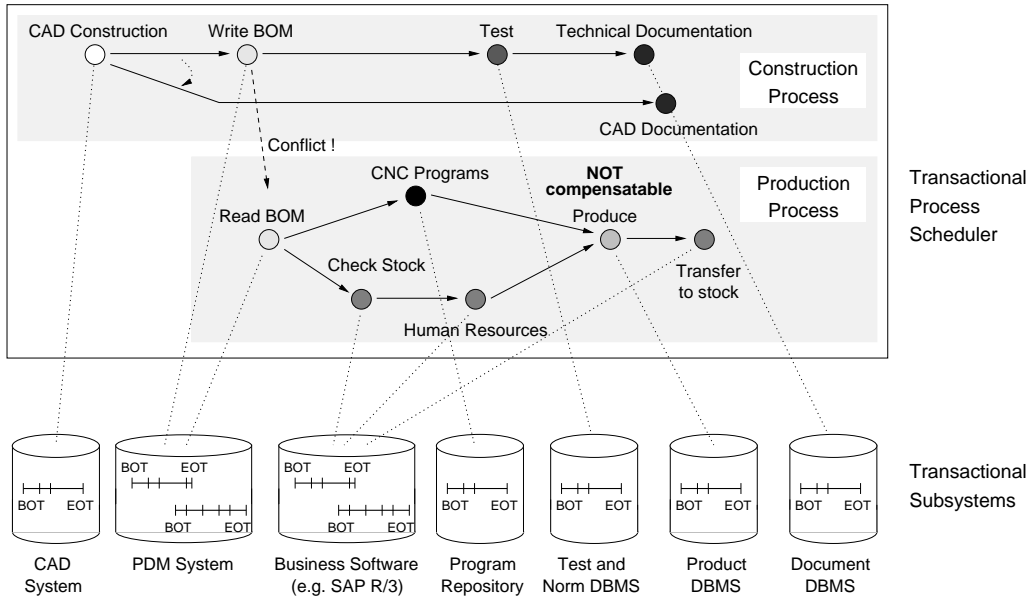 CAD Construction
Write BOM
Test
Technical Documentation
Construction
Process
CAD Documentation
Conflict !
NOT
compensatable
CNC Programs
Production
Process
Read BOM
Produce
Check Stock
Transfer
to stock
Human Resources
Transactional
Process
Scheduler
BOT EOT
BOT EOT
BOT EOT
BOT EOT
BOT EOT
BOT EOT
BOT EOT
BOT EOT
BOT EOT
Transactional
Subsystems
CAD
System
PDM System
Business Software
(e.g. SAP R/3)
Program
Repository
Test and
Norm DBMS
Product
DBMS
Document
DBMS